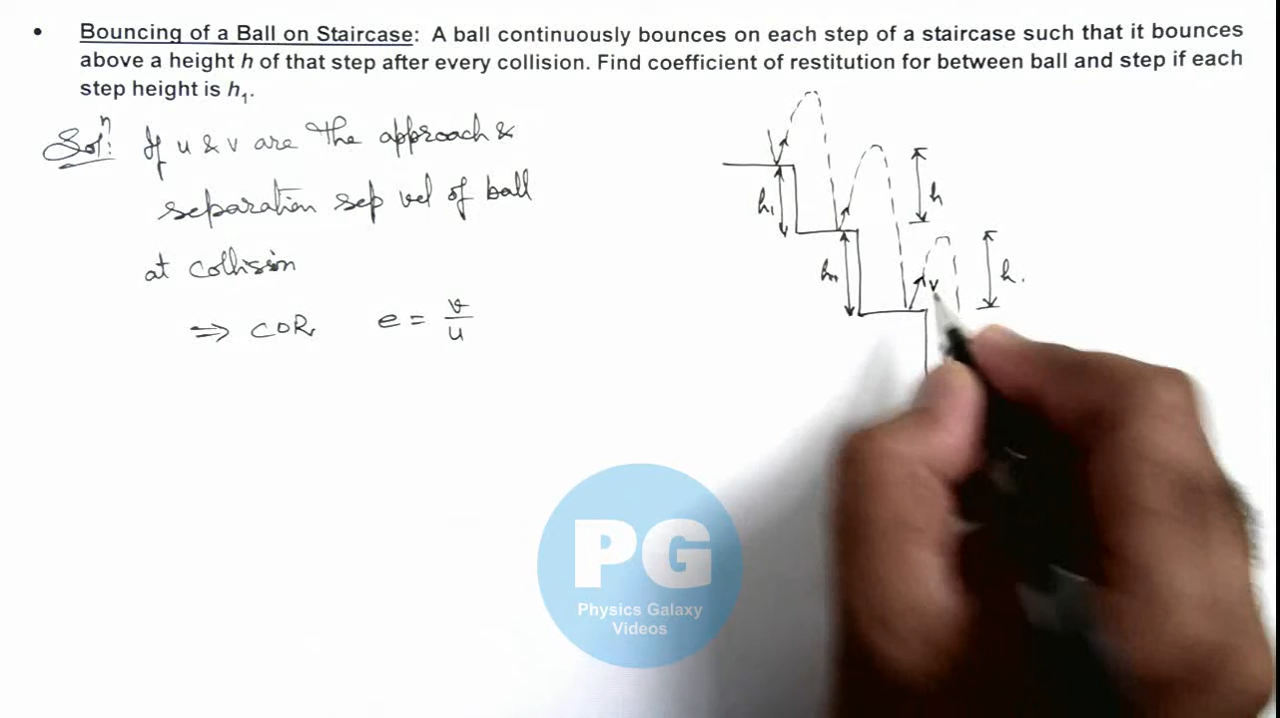 • Bouncing of a Ball on Staircase: A ball continuously bounces on each step of a staircase such that it bounces
above a height h of that step after every collision. Find coefficient of restitution for between ball and step if each
step height is h₁.
Solⁿ: If u & v are the approach &
separation sep vel of ball
at collision
⇒ COR e = v/u
h₁
h
h₁
h.
v
PG
Physics Galaxy
Videos